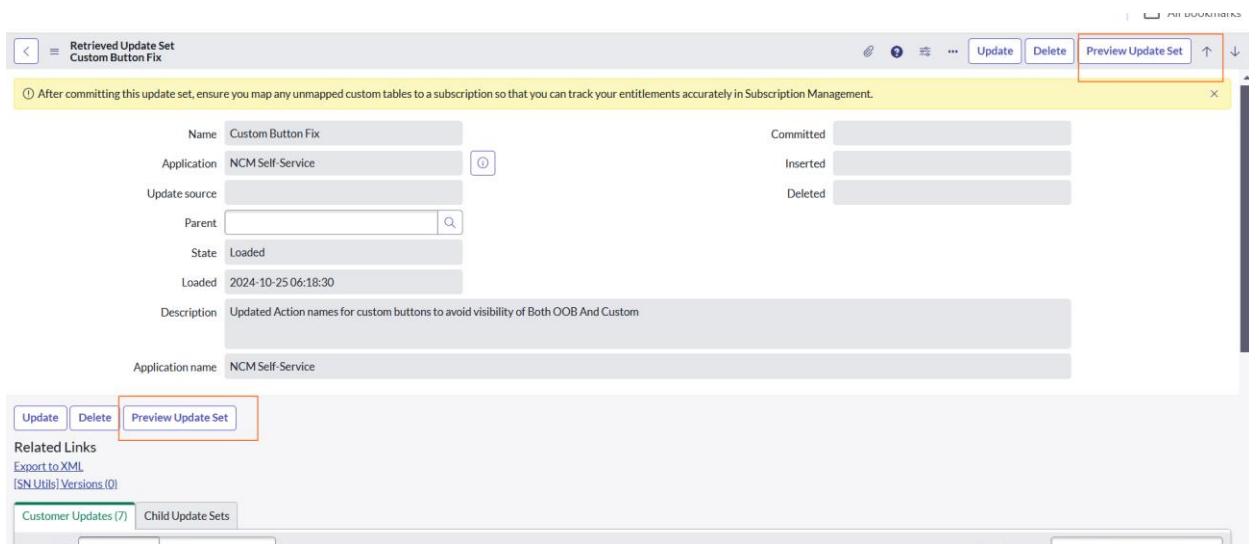 All Bookmarks
Retrieved Update Set
Custom Button Fix
Update Delete Preview Update Set
After committing this update set, ensure you map any unmapped custom tables to a subscription so that you can track your entitlements accurately in Subscription Management.
Name Custom Button Fix Committed
Application NCM Self-Service Inserted
Update source Deleted
Parent
State Loaded
Loaded 2024-10-25 06:18:30
Description Updated Action names for custom buttons to avoid visibility of Both OOB And Custom
Application name NCM Self-Service
Update Delete Preview Update Set
Related Links
Export to XML
[SN Utils] Versions (0)
Customer Updates (7) Child Update Sets